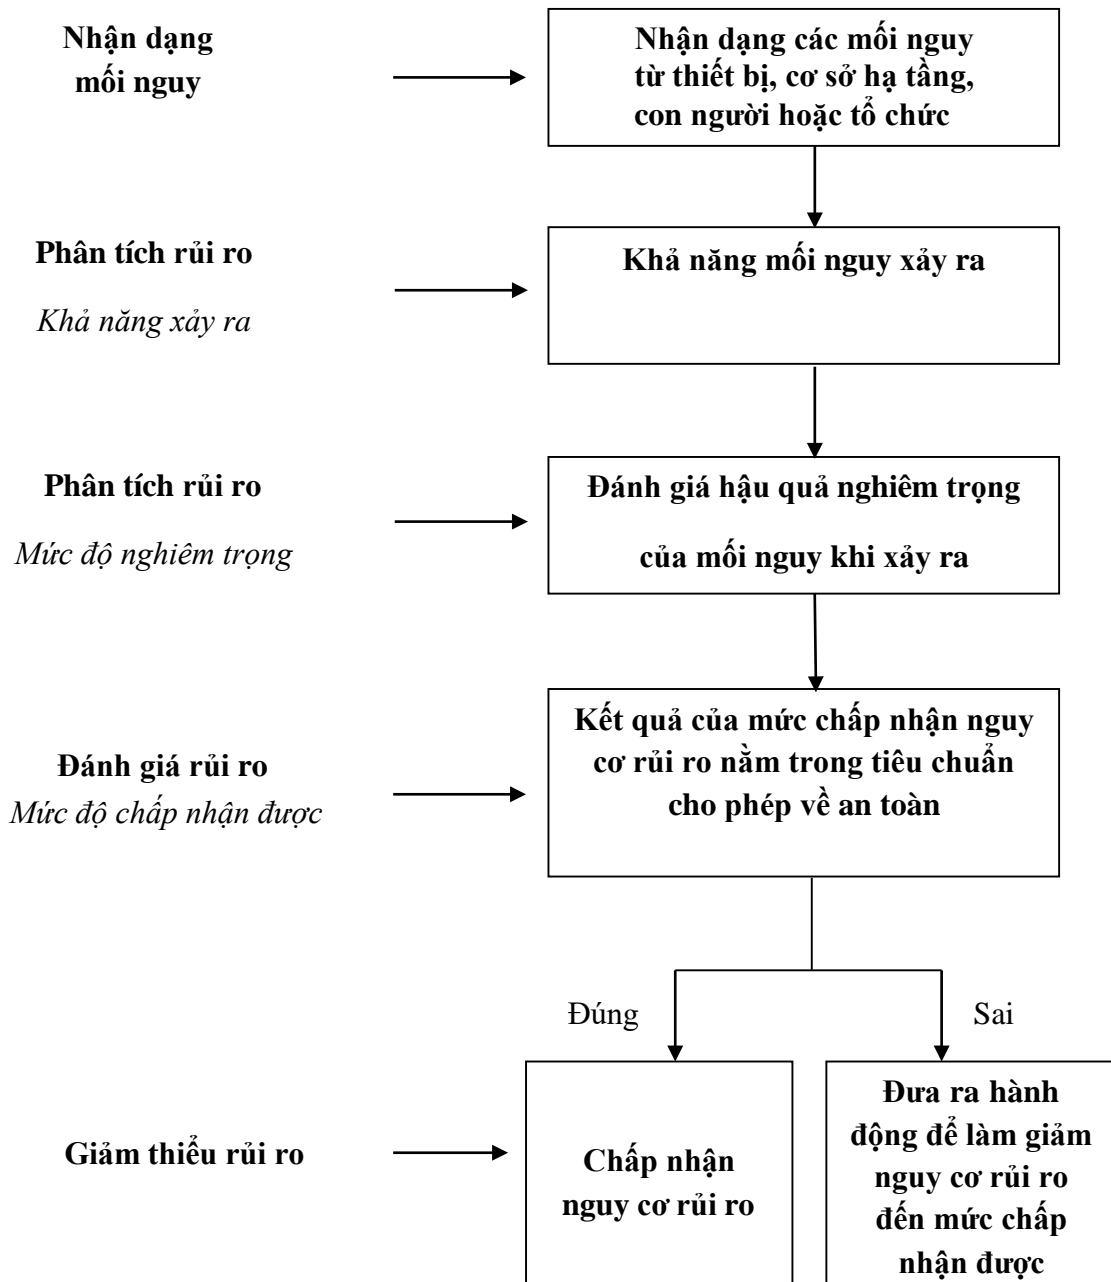 Nhận dạng
mối nguy
Nhận dạng các mối nguy
từ thiết bị, cơ sở hạ tầng,
con người hoặc tổ chức
Phân tích rủi ro
Khả năng xảy ra
Khả năng mối nguy xảy ra
Phân tích rủi ro
Mức độ nghiêm trọng
Đánh giá hậu quả nghiêm trọng
của mối nguy khi xảy ra
Đánh giá rủi ro
Mức độ chấp nhận được
Kết quả của mức chấp nhận nguy
cơ rủi ro nằm trong tiêu chuẩn
cho phép về an toàn
Đúng
Sai
Giảm thiểu rủi ro
Chấp nhận
nguy cơ rủi ro
Đưa ra hành
động để làm giảm
nguy cơ rủi ro
đến mức chấp
nhận được